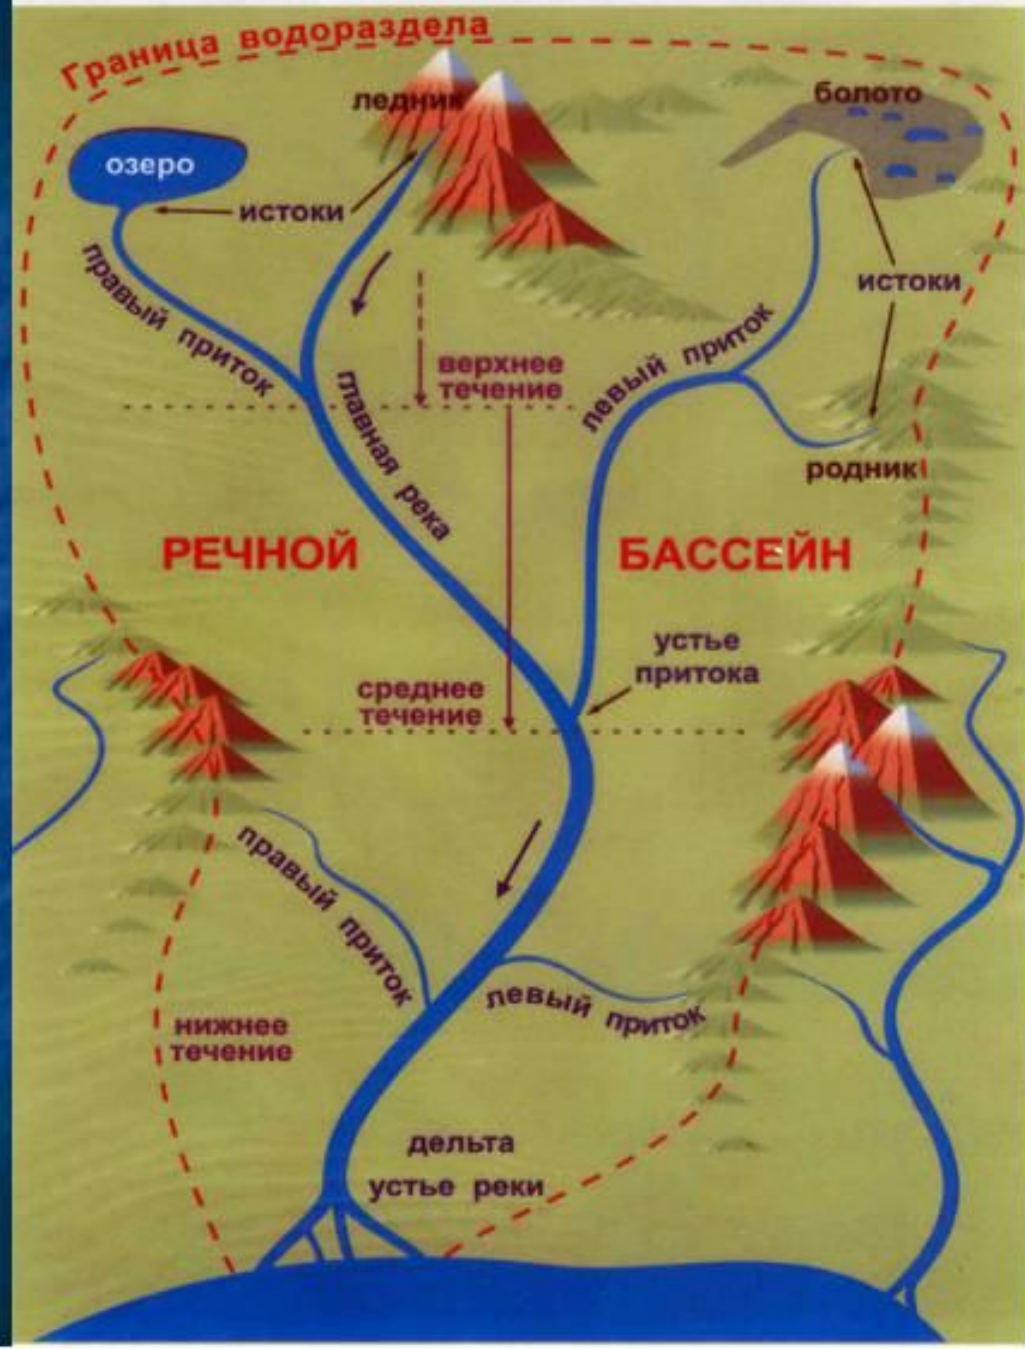 Граница водораздела
ледник
болото
озеро
истоки
истоки
правый приток
левый приток
верхнее
течение
главная река
родник
РЕЧНОЙ БАССЕЙН
устье
притока
среднее
течение
правый приток
левый приток
нижнее
течение
дельта
устье реки